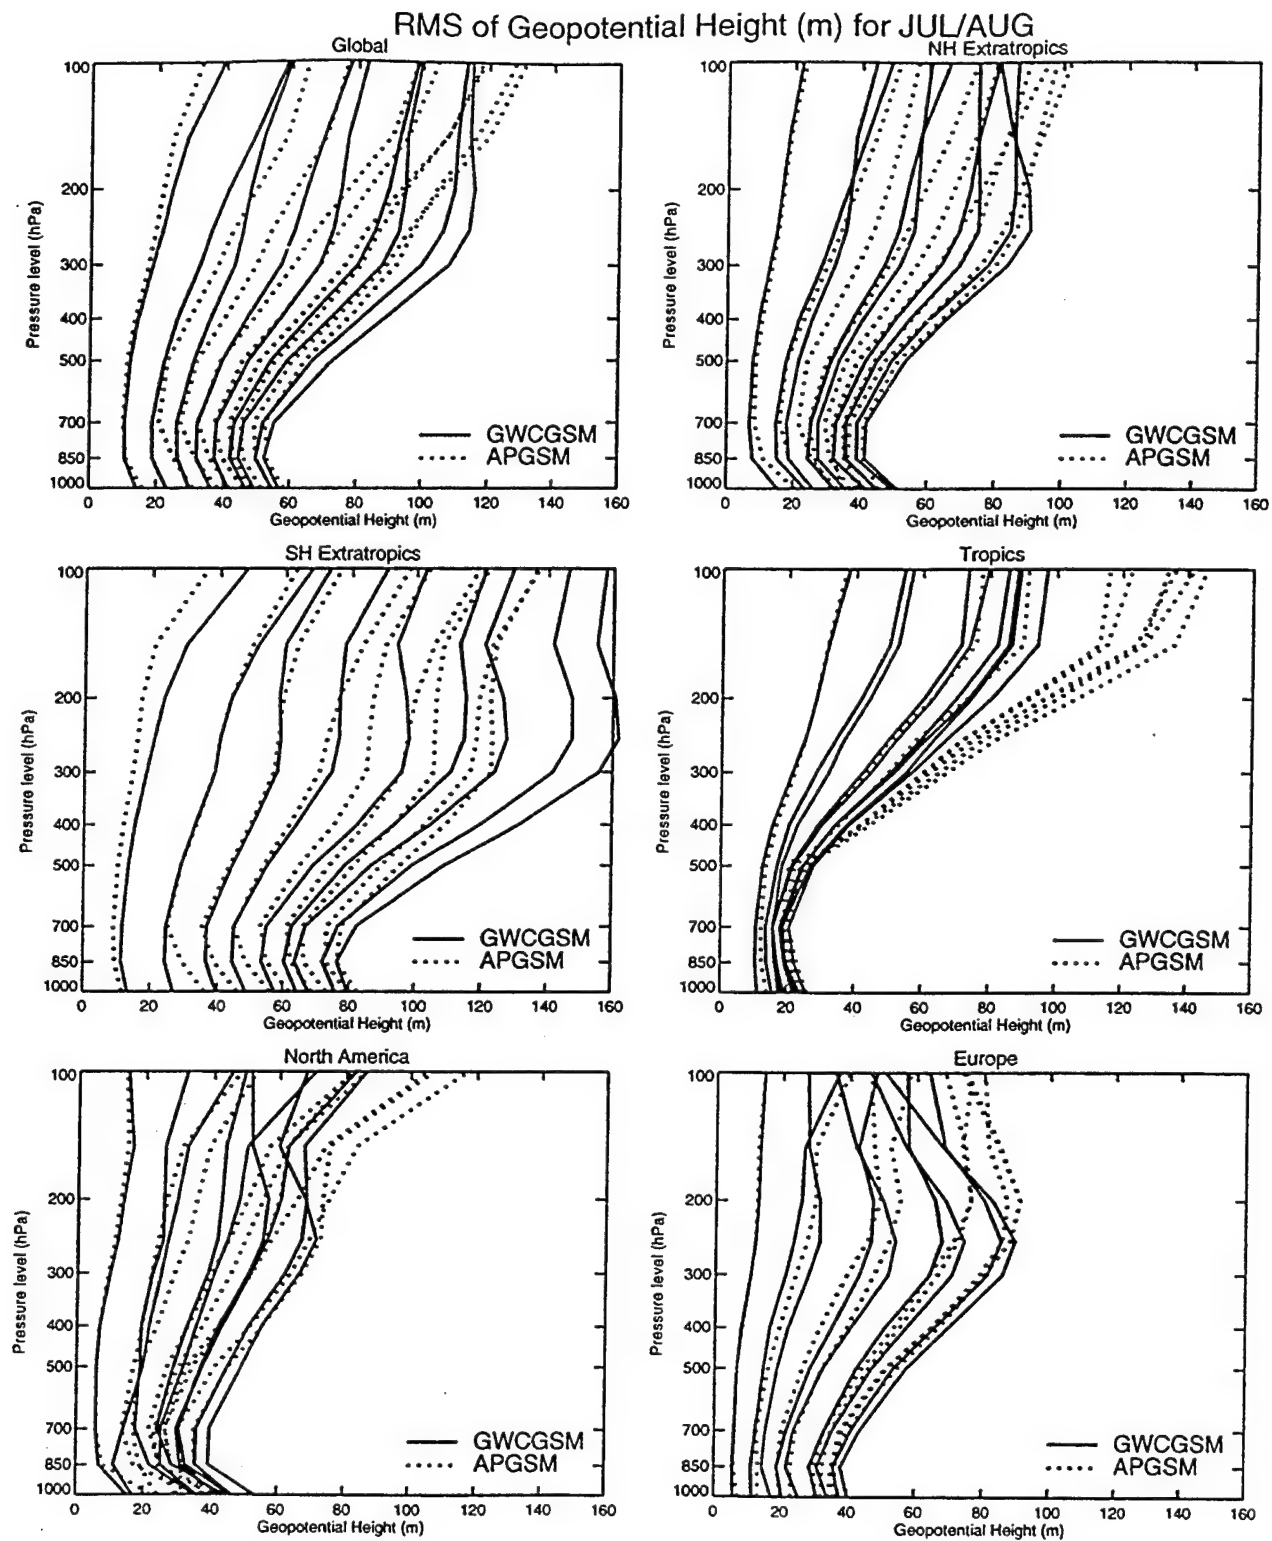 RMS of Geopotential Height (m) for JUL/AUG
Global
100
200
300
400
500
700
850
1000
Pressure level (hPa)
GWCGSM
APGSM
0 20 40 60 80 100 120 140 160
Geopotential Height (m)
NH Extratropics
100
200
300
400
500
700
850
1000
Pressure level (hPa)
GWCGSM
APGSM
0 20 40 60 80 100 120 140 160
Geopotential Height (m)
SH Extratropics
100
200
300
400
500
700
850
1000
Pressure level (hPa)
GWCGSM
APGSM
0 20 40 60 80 100 120 140 160
Geopotential Height (m)
Tropics
100
200
300
400
500
700
850
1000
Pressure level (hPa)
GWCGSM
APGSM
0 20 40 60 80 100 120 140 160
Geopotential Height (m)
North America
100
200
300
400
500
700
850
1000
Pressure level (hPa)
GWCGSM
APGSM
0 20 40 60 80 100 120 140 160
Geopotential Height (m)
Europe
100
200
300
400
500
700
850
1000
Pressure level (hPa)
GWCGSM
APGSM
0 20 40 60 80 100 120 140 160
Geopotential Height (m)